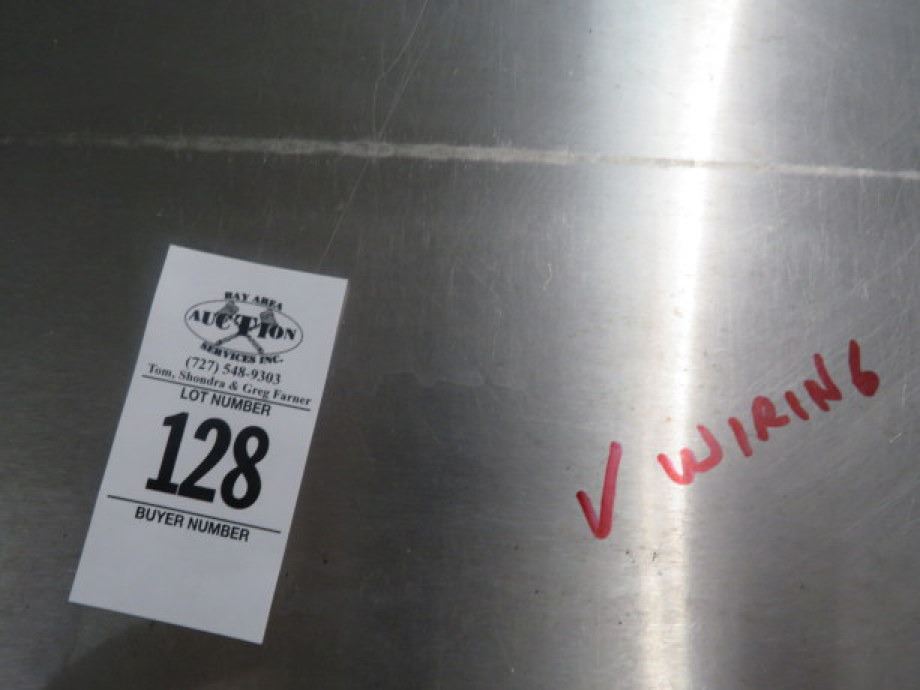 BAY AREA
AUCTION
SERVICES INC.
(727) 548-9303
Tom, Shondra & Greg Farner
LOT NUMBER
128
BUYER NUMBER
✓ WIRING